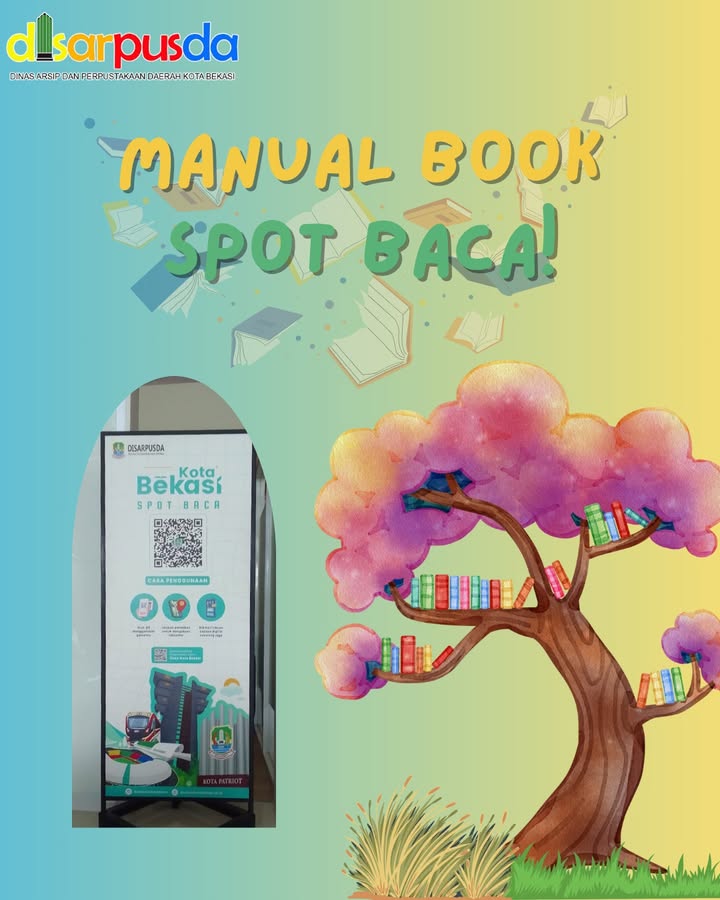 disarpusda
DINAS ARSIP DAN PERPUSTAKAAN DAERAH KOTA BEKASI
MANUAL BOOK
SPOT BACA!
DISARPUSDA
Kota
Bekasi
SPOT BACA
CARA PENGGUNAAN
KOTA PATRIOT